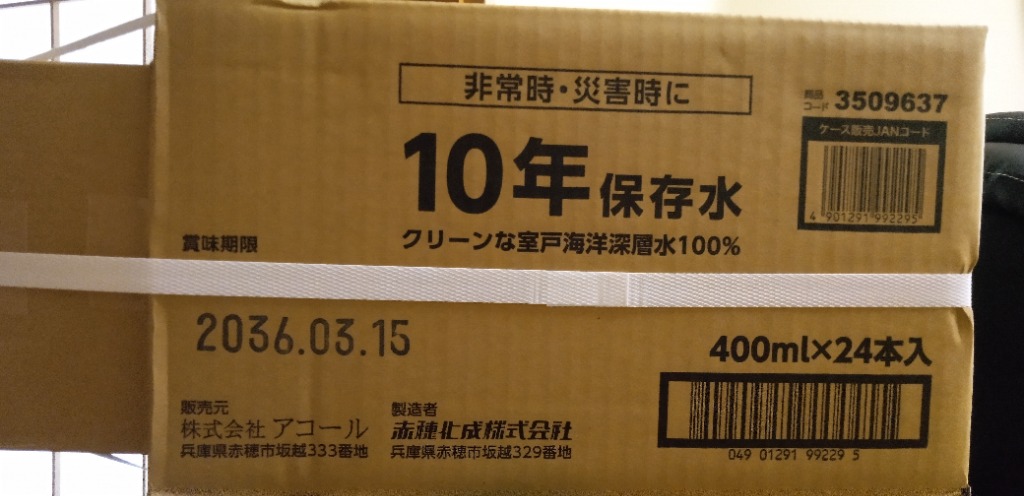 非常時・災害時に
10年保存水
クリーンな室戸海洋深層水100%
商品コード 3509637
ケース販売JANコード
4 901291 992295
賞味期限
2036.03.15
400ml×24本入
049 01291 99229 5
販売元
株式会社 アコール
兵庫県赤穂市坂越333番地
製造者
赤穂化成株式会社
兵庫県赤穂市坂越329番地